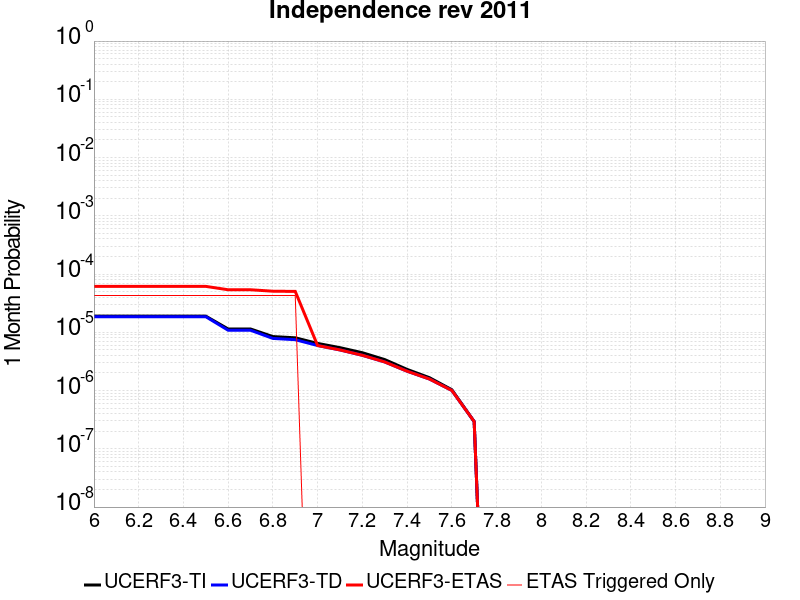 Independence rev 2011
1 Month Probability
10^0
10^-1
10^-2
10^-3
10^-4
10^-5
10^-6
10^-7
10^-8
6 6.2 6.4 6.6 6.8 7 7.2 7.4 7.6 7.8 8 8.2 8.4 8.6 8.8 9
Magnitude
UCERF3-TI UCERF3-TD UCERF3-ETAS ETAS Triggered Only